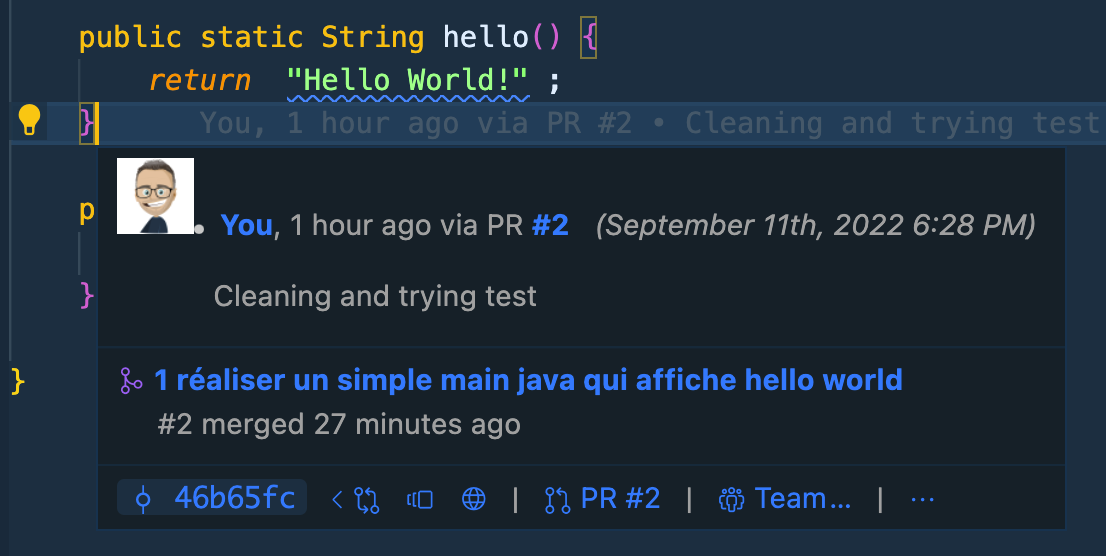 public static String hello() {
return "Hello World!" ;
} You, 1 hour ago via PR #2 • Cleaning and trying test
You, 1 hour ago via PR #2 (September 11th, 2022 6:28 PM)
p
Cleaning and trying test
}
1 réaliser un simple main java qui affiche hello world
}
#2 merged 27 minutes ago
46b65fc | PR #2 | Team... | ...